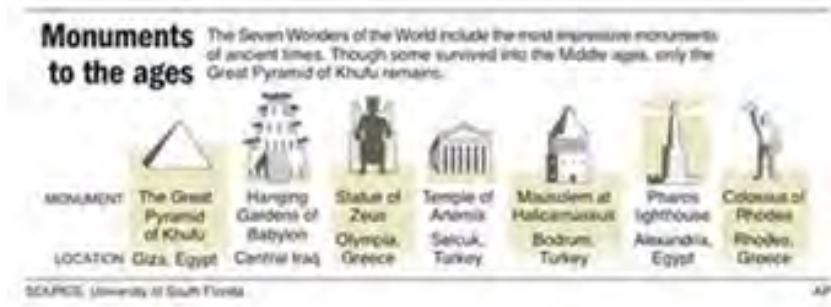 Monuments
to the ages
The Seven Wonders of the World include the most impressive monuments
of ancient times. Though some survived into the Middle ages, only the
Great Pyramid of Khufu remains.
MONUMENT
The Great
Pyramid
of Khufu
Hanging
Gardens of
Babylon
Statue of
Zeus
Temple of
Artemis
Mausoleum at
Halicarnassus
Pharos
lighthouse
Colossus of
Rhodes
LOCATION
Giza, Egypt
Central Iraq
Olympia,
Greece
Selcuk,
Turkey
Bodrum,
Turkey
Alexandria,
Egypt
Rhodes,
Greece
SOURCE: University of South Florida
AP